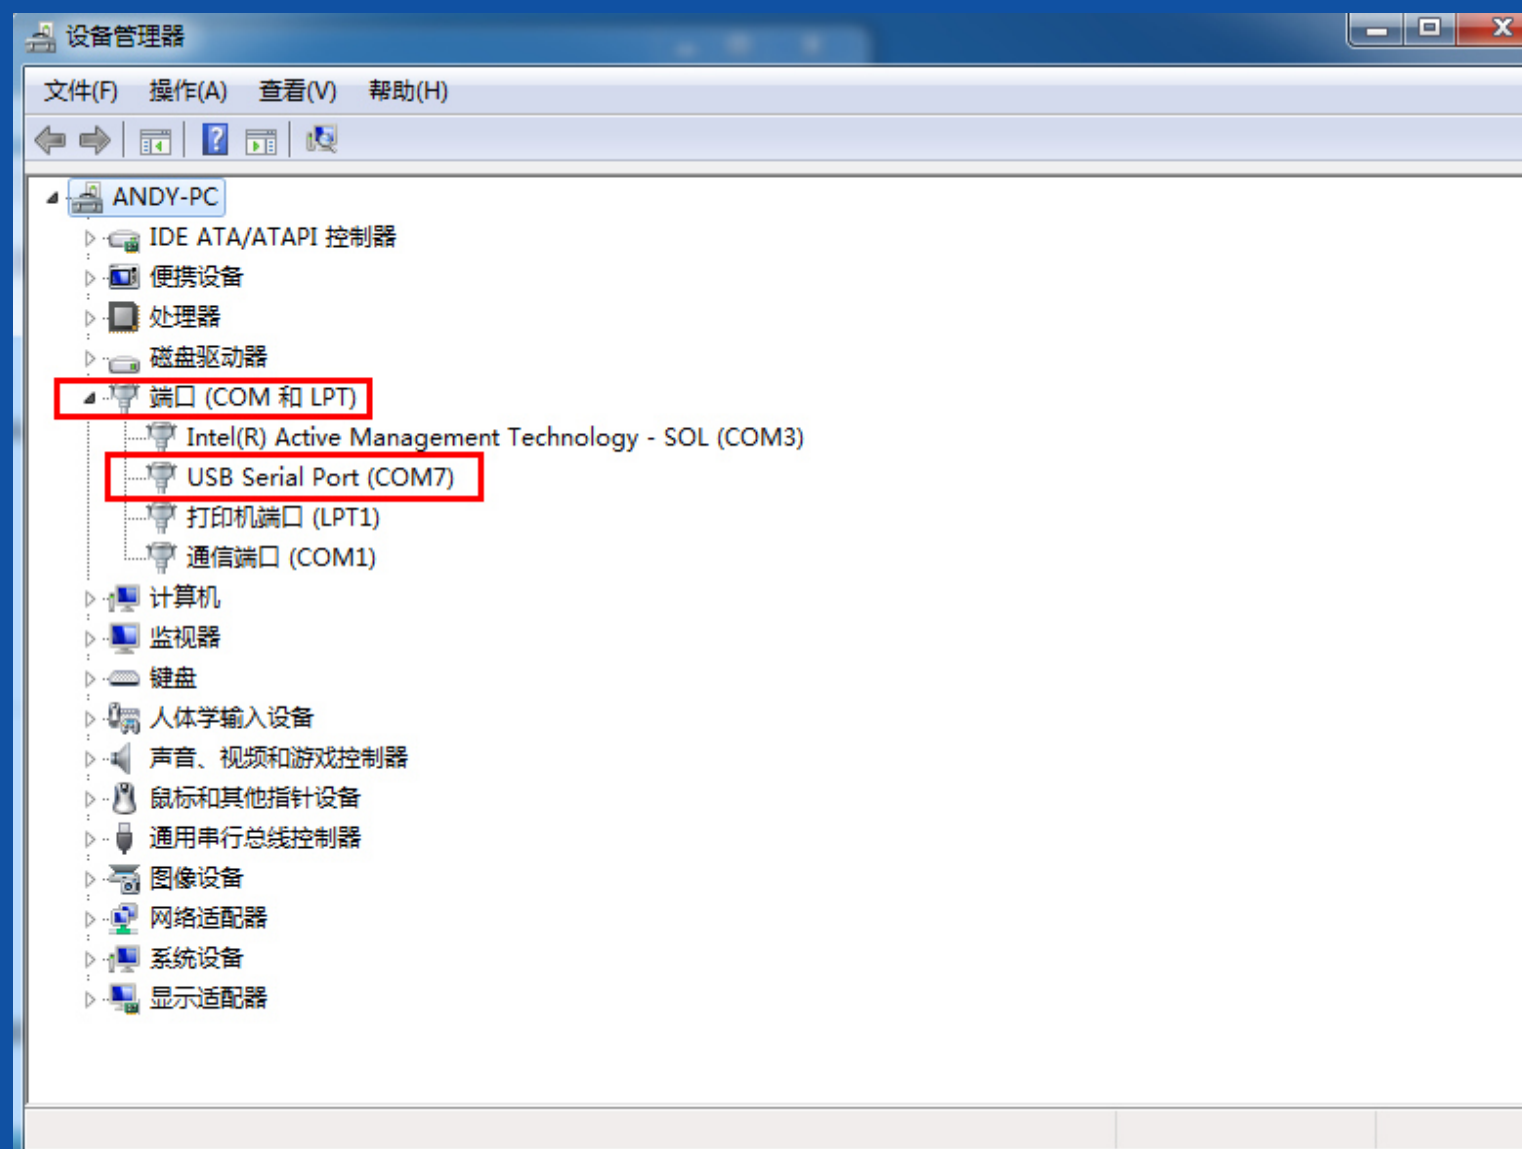 设备管理器
文件(F) 操作(A) 查看(V) 帮助(H)
ANDY-PC
IDE ATA/ATAPI 控制器
便携设备
处理器
磁盘驱动器
端口 (COM 和 LPT)
Intel(R) Active Management Technology - SOL (COM3)
USB Serial Port (COM7)
打印机端口 (LPT1)
通信端口 (COM1)
计算机
监视器
键盘
人体学输入设备
声音、视频和游戏控制器
鼠标和其他指针设备
通用串行总线控制器
图像设备
网络适配器
系统设备
显示适配器